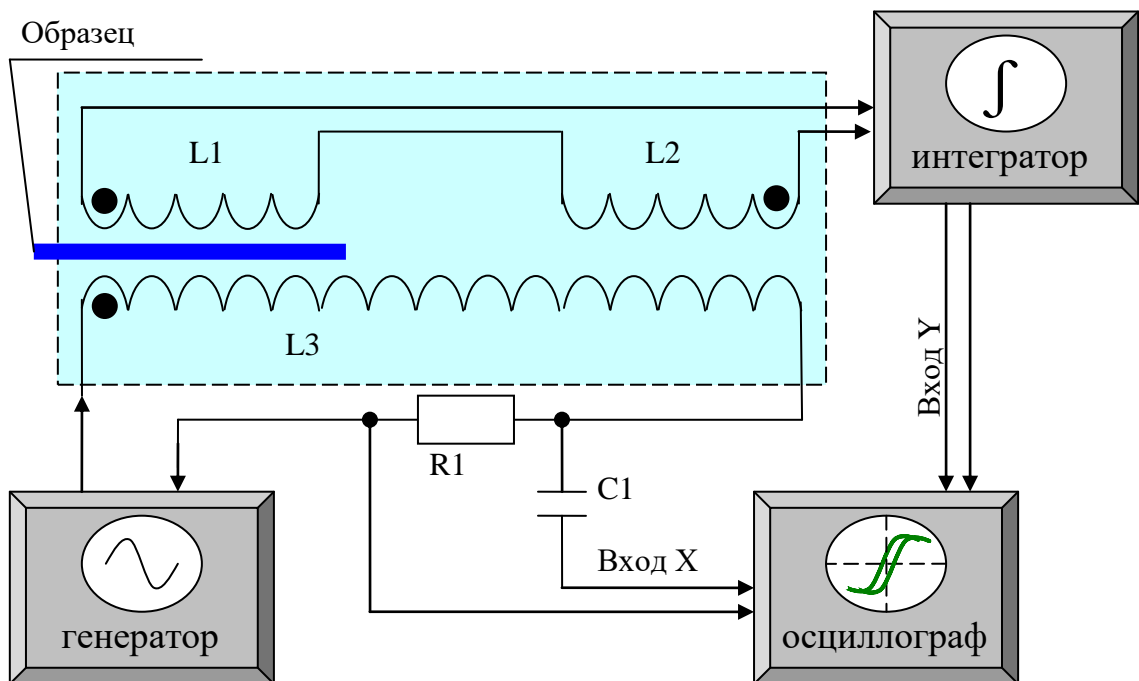 Образец
L1
L2
∫
интегратор
L3
Вход Y
R1
C1
Вход X
генератор
осциллограф